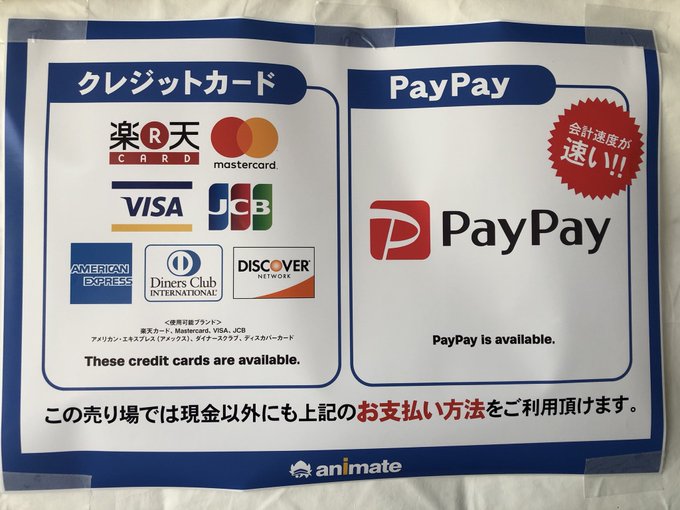 クレジットカード
楽R天
CARD
mastercard.
VISA
JCB
AMERICAN
EXPRESS
Diners Club
INTERNATIONAL®
DISCOVER®
NETWORK
＜使用可能ブランド＞
楽天カード、Mastercard、VISA、JCB
アメリカン・エキスプレス（アメックス）、ダイナースクラブ、ディスカバーカード
These credit cards are available.
PayPay
会計速度が
速い!!
PayPay
PayPay is available.
この売り場では現金以外にも上記のお支払い方法をご利用頂けます。
animate